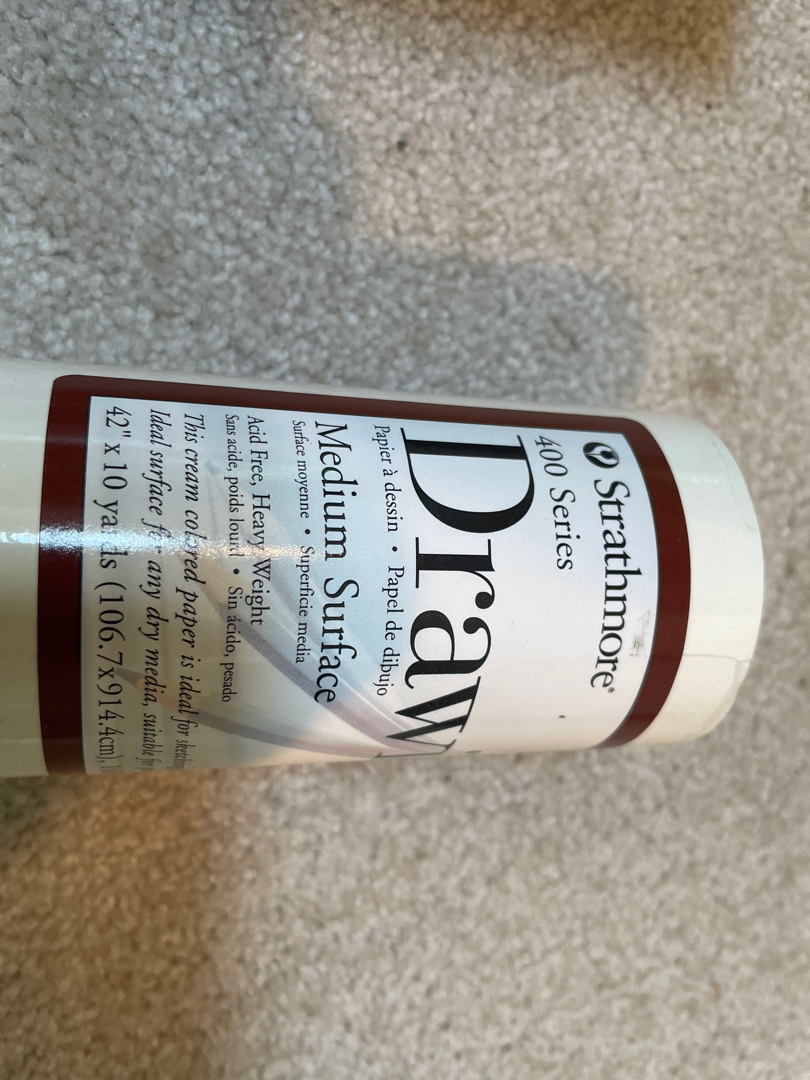 Strathmore®
400 Series
Draw
Papier à dessin • Papel de dibujo
Medium Surface
Surface moyenne • Superficie media
Acid Free, Heavy Weight
Sans acide, poids lourd • Sin ácido, pesado
This cream colored paper is ideal for
Ideal surface for any dry media, suitable
42" x 10 yards (106.7x914.4cm),